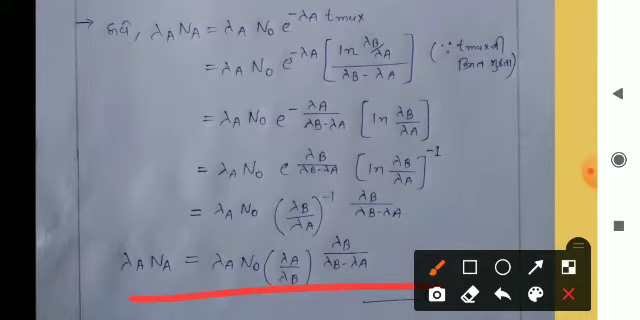 → હવે, λA NA = λA N0 e^-λA tmax
= λA N0 e^-λA [ln λB/λA / λB - λA] (∵ tmax ની કિંમત મુકતા)
= λA N0 e^- λA/λB-λA [ln λB/λA]
= λA N0 e λB/λB-λA [ln λB/λA]^-1
= λA N0 (λB/λA)^-1 λB/λB-λA
λA NA = λA N0 (λA/λB) λB/λB-λA